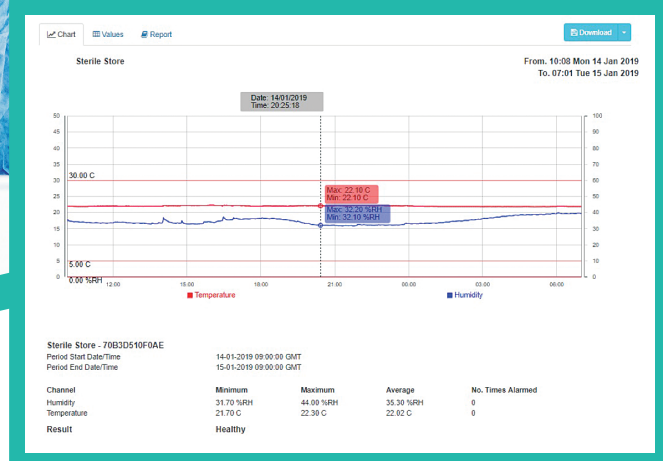 Chart Values Report Download
Sterile Store
From. 10:08 Mon 14 Jan 2019
To. 07:01 Tue 15 Jan 2019
Date: 14/01/2019
Time: 20:25:18
50 100
45 90
40 80
35 70
30.00 C
30 60
Max: 22.10 C
Min: 22.10 C
25 50
Max: 32.20 %RH
Min: 32.10 %RH
20 40
15 30
10 20
5.00 C
5 10
0.00 %RH
0 0
12:00 15:00 18:00 21:00 00:00 03:00 06:00
Temperature Humidity
Sterile Store - 70B3D510F0AE
Period Start Date/Time 14-01-2019 09:00:00 GMT
Period End Date/Time 15-01-2019 09:00:00 GMT
Channel Minimum Maximum Average No. Times Alarmed
Humidity 31.70 %RH 44.00 %RH 35.30 %RH 0
Temperature 21.70 C 22.30 C 22.02 C 0
Result Healthy